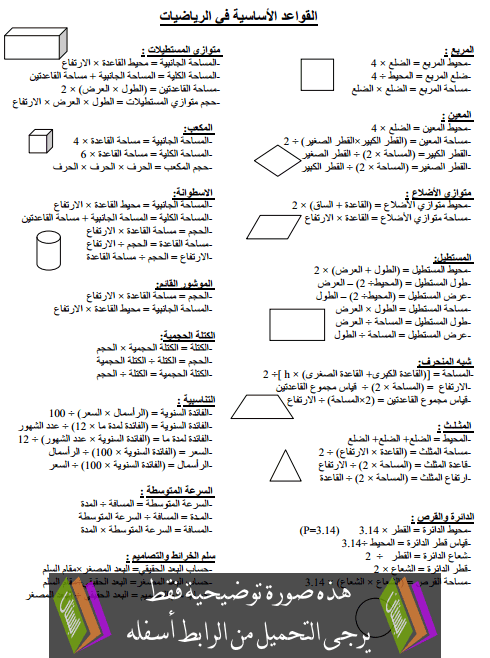 القواعد الأساسية في الرياضيات
المربع :
-محيط المربع = الضلع × 4
-ضلع المربع = المحيط ÷ 4
-مساحة المربع = الضلع × الضلع
المعين :
-محيط المعين = الضلع × 4
-مساحة المعين = (القطر الكبير×القطر الصغير) ÷ 2
-القطر الكبير= (المساحة × 2) ÷ القطر الصغير
-القطر الصغير= (المساحة × 2) ÷ القطر الكبير
متوازي الأضلاع :
-محيط متوازي الأضلاع = (القاعدة + الساق) × 2
-مساحة متوازي الأضلاع = القاعدة × الارتفاع
المستطيل:
-محيط المستطيل = (الطول + العرض) × 2
-طول المستطيل = (المحيط÷ 2) – العرض
-عرض المستطيل = (المحيط÷ 2) – الطول
-مساحة المستطيل = الطول × العرض
-طول المستطيل = المساحة ÷ العرض
-عرض المستطيل = المساحة ÷ الطول
شبه المنحرف:
-المساحة = [(القاعدة الكبرى+ القاعدة الصغرى) × h ]÷ 2
-الارتفاع = (المساحة × 2) ÷ قياس مجموع القاعدتين
-قياس مجموع القاعدتين = (2×المساحة) ÷ الارتفاع
المثـلـث :
-المحيط = الضلع+ الضلع+ الضلع
-مساحة المثلث = (القاعدة × الارتفاع) ÷ 2
-قاعدة المثلث = (المساحة × 2) ÷ الارتفاع
-ارتفاع المثلث = (المساحة × 2) ÷ القاعدة
الدائرة والقرص :
-محيط الدائرة = القطر × 3.14 (P=3.14)
-قياس قطر الدائرة = المحيط ÷3.14
-شعاع الدائرة = القطر ÷ 2
-قطر الدائرة = الشعاع × 2
-مساحة القرص = (الشعاع × الشعاع) × 3.14
متوازي المستطيلات :
-المساحة الجانبية = محيط القاعدة × الارتفاع
-المساحة الكلية = المساحة الجانبية + مساحة القاعدتين
-مساحة القاعدتين = (الطول × العرض) × 2
-حجم متوازي المستطيلات = الطول × العرض × الارتفاع
المكعب:
-المساحة الجانبية = مساحة القاعدة × 4
-المساحة الكلية = مساحة القاعدة × 6
-حجم المكعب = الحرف × الحرف × الحرف
الاسطوانة:
-المساحة الجانبية = محيط القاعدة × الارتفاع
-المساحة الكلية = المساحة الجانبية + مساحة القاعدتين
-الحجم = مساحة القاعدة × الارتفاع
-مساحة القاعدة = الحجم ÷ الارتفاع
-الارتفاع = الحجم ÷ مساحة القاعدة
الموشور القائم:
-الحجم = مساحة القاعدة × الارتفاع
-المساحة الجانبية = محيط القاعدة × الارتفاع
الكتلة الحجمية:
-الكتلة = الكتلة الحجمية × الحجم
-الحجم = الكتلة ÷ الكتلة الحجمية
-الكتلة الحجمية = الكتلة ÷ الحجم
التناسبية :
-الفائدة السنوية = (الرأسمال × السعر) ÷ 100
-الفائدة السنوية = (الفائدة لمدة ما × 12) ÷ عدد الشهور
-الفائدة لمدة ما = (الفائدة السنوية × عدد الشهور) ÷ 12
-السعر = (الفائدة السنوية × 100) ÷ الرأسمال
-الرأسمال = (الفائدة السنوية × 100) ÷ السعر
السرعة المتوسطة :
-السرعة المتوسطة = المسافة ÷ المدة
-المـدة = المسافة ÷ السرعة المتوسطة
-المسافة = السرعة المتوسطة × المدة
سلم الخرائط والتصاميم :
-حساب البعد الحقيقي= البعد المصغر ×مقام السلم
-حساب البعد المصغر= البعد الحقيقي÷ مقام السلم
البعد الحقيقي÷ البعد المصغر
هذه صورة توضيحية فقط
يرجى التحميل من الرابط أسفله